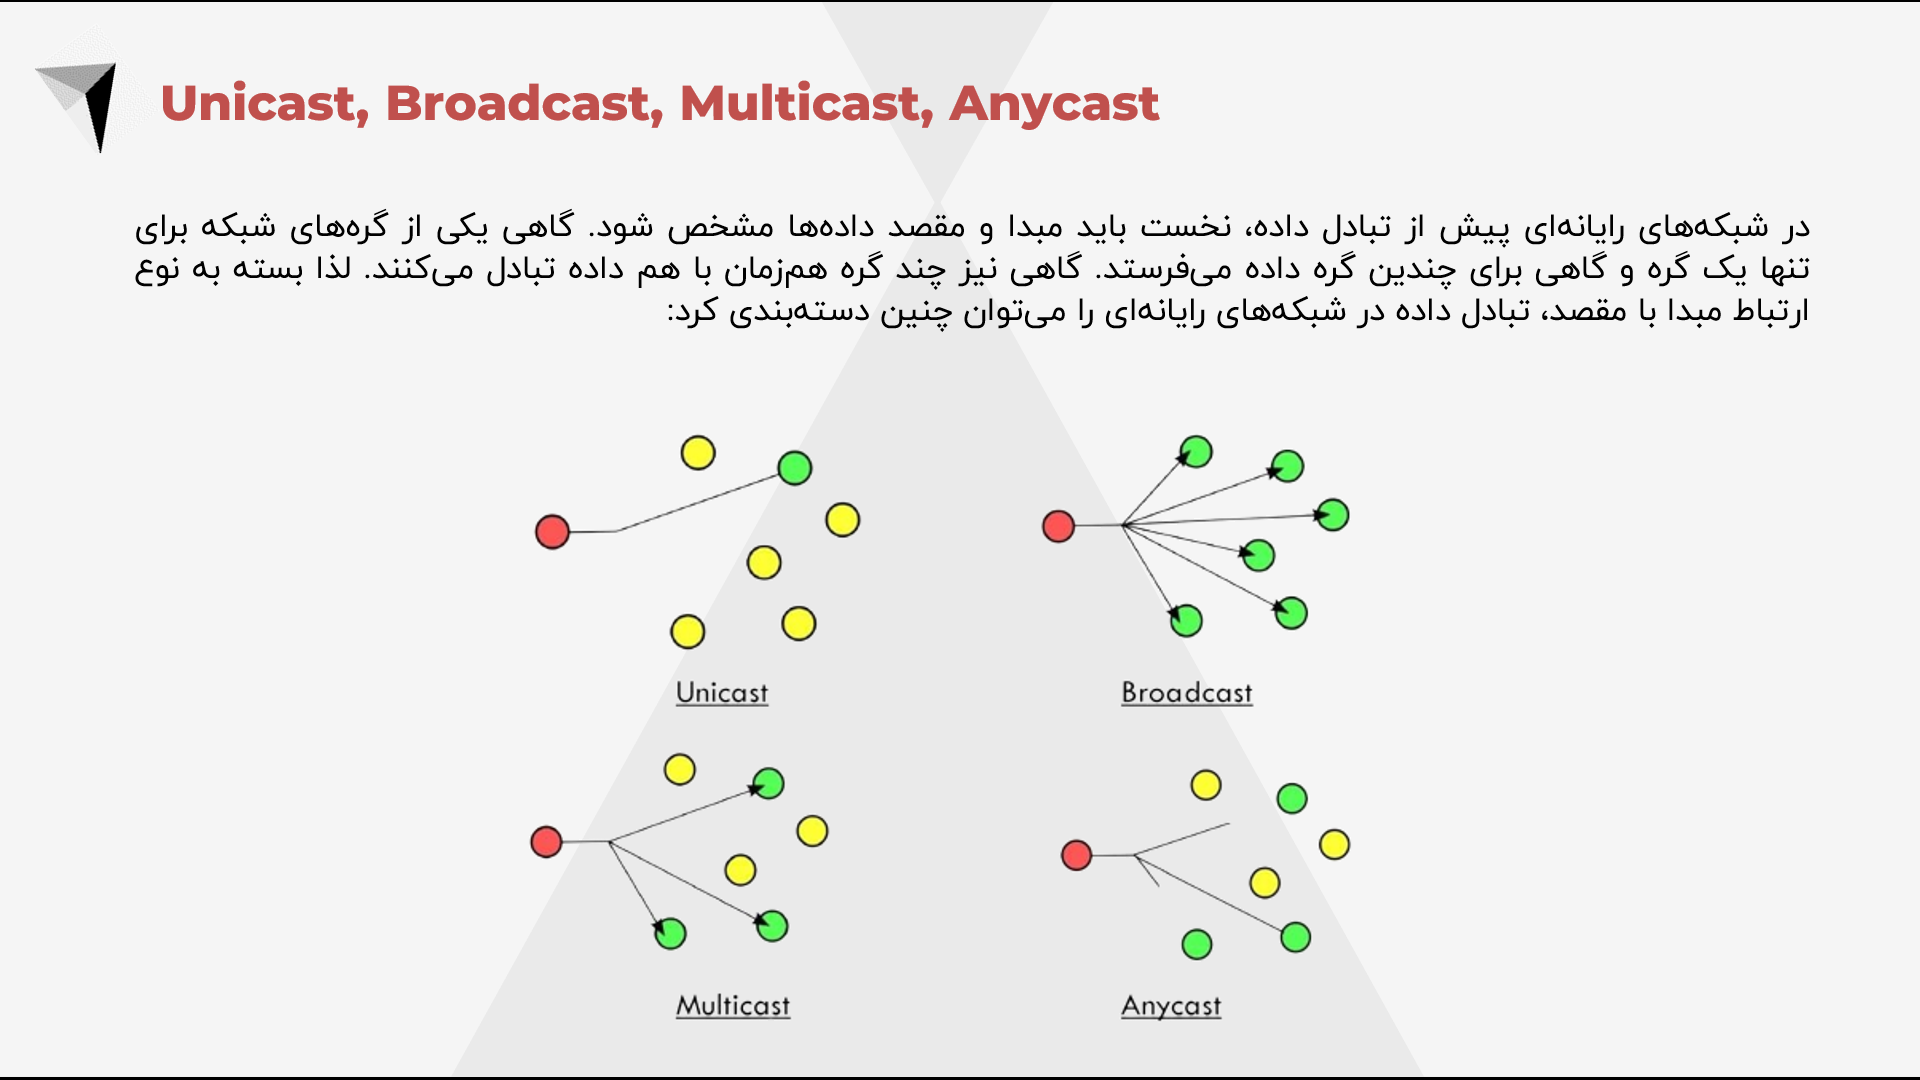 Unicast, Broadcast, Multicast, Anycast
در شبکه‌های رایانه‌ای پیش از تبادل داده، نخست باید مبدا و مقصد داده‌ها مشخص شود. گاهی یکی از گره‌های شبکه برای
تنها یک گره و گاهی برای چندین گره داده می‌فرستد. گاهی نیز چند گره هم‌زمان با هم داده تبادل می‌کنند. لذا بسته به نوع
ارتباط مبدا با مقصد، تبادل داده در شبکه‌های رایانه‌ای را می‌توان چنین دسته‌بندی کرد:
Unicast
Broadcast
Multicast
Anycast